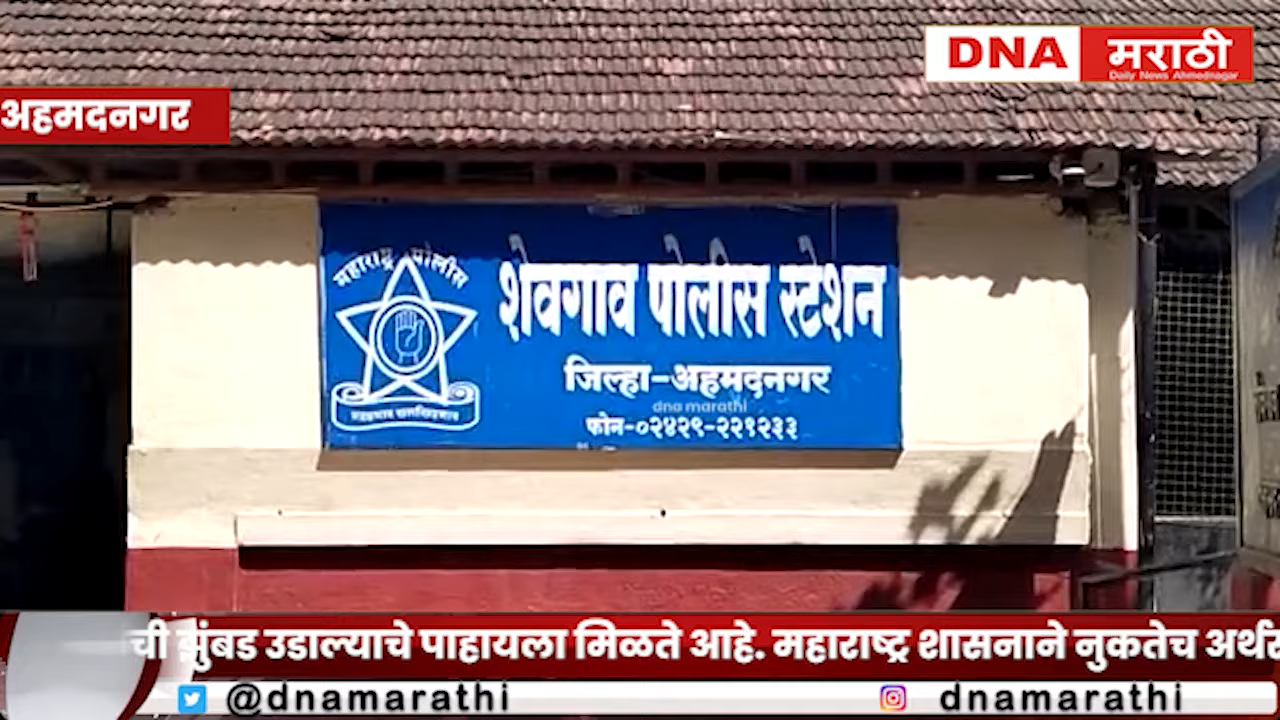 DNA मराठी
Daily News Ahmednagar
अहमदनगर
महाराष्ट्र पोलीस
शेवगाव पोलीस स्टेशन
जिल्हा-अहमदनगर
dna marathi
फोन-०२४२९-२२१२३३
ची झुंबड उडाल्याचे पाहायला मिळते आहे. महाराष्ट्र शासनाने नुकतेच
@dnamarathi dnamarathi